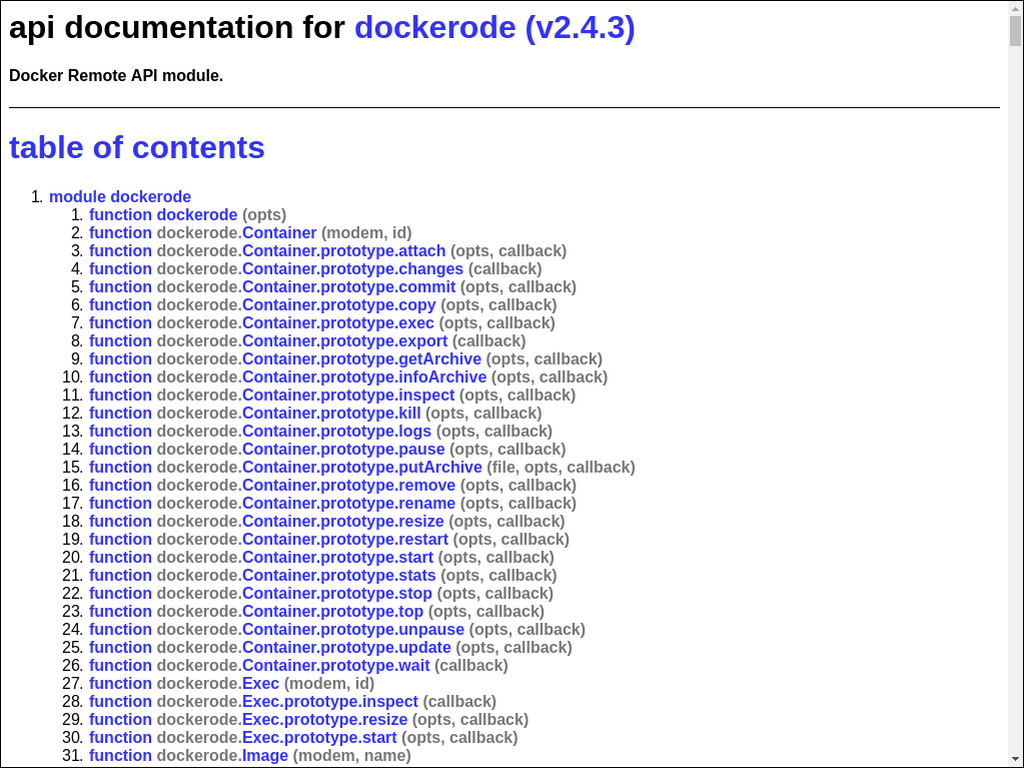 api documentation for dockerode (v2.4.3)
Docker Remote API module.
table of contents
1. module dockerode
1. function dockerode (opts)
2. function dockerode.Container (modem, id)
3. function dockerode.Container.prototype.attach (opts, callback)
4. function dockerode.Container.prototype.changes (callback)
5. function dockerode.Container.prototype.commit (opts, callback)
6. function dockerode.Container.prototype.copy (opts, callback)
7. function dockerode.Container.prototype.exec (opts, callback)
8. function dockerode.Container.prototype.export (callback)
9. function dockerode.Container.prototype.getArchive (opts, callback)
10. function dockerode.Container.prototype.infoArchive (opts, callback)
11. function dockerode.Container.prototype.inspect (opts, callback)
12. function dockerode.Container.prototype.kill (opts, callback)
13. function dockerode.Container.prototype.logs (opts, callback)
14. function dockerode.Container.prototype.pause (opts, callback)
15. function dockerode.Container.prototype.putArchive (file, opts, callback)
16. function dockerode.Container.prototype.remove (opts, callback)
17. function dockerode.Container.prototype.rename (opts, callback)
18. function dockerode.Container.prototype.resize (opts, callback)
19. function dockerode.Container.prototype.restart (opts, callback)
20. function dockerode.Container.prototype.start (opts, callback)
21. function dockerode.Container.prototype.stats (opts, callback)
22. function dockerode.Container.prototype.stop (opts, callback)
23. function dockerode.Container.prototype.top (opts, callback)
24. function dockerode.Container.prototype.unpause (opts, callback)
25. function dockerode.Container.prototype.update (opts, callback)
26. function dockerode.Container.prototype.wait (callback)
27. function dockerode.Exec (modem, id)
28. function dockerode.Exec.prototype.inspect (callback)
29. function dockerode.Exec.prototype.resize (opts, callback)
30. function dockerode.Exec.prototype.start (opts, callback)
31. function dockerode.Image (modem, name)